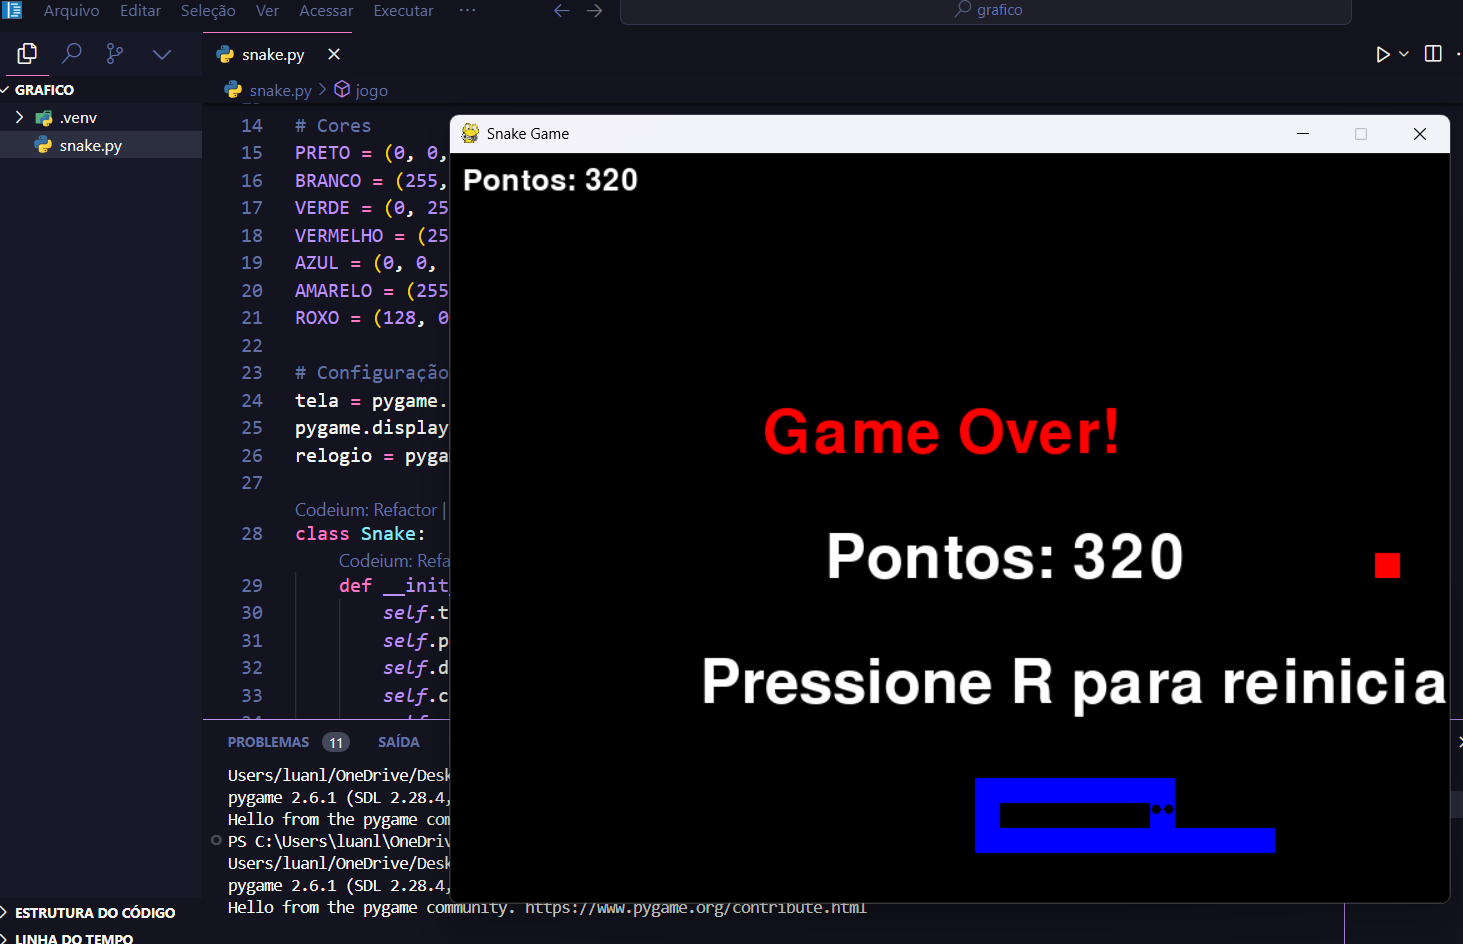 Arquivo Editar Seleção Ver Acessar Executar ··· grafico
snake.py
GRAFICO
snake.py > jogo
.venv
snake.py
14 # Cores
15 PRETO = (0, 0,
16 BRANCO = (255,
17 VERDE = (0, 25
18 VERMELHO = (25
19 AZUL = (0, 0,
20 AMARELO = (255
21 ROXO = (128, 0
22
23 # Configuração
24 tela = pygame.
25 pygame.display
26 relogio = pyga
27
Codeium: Refactor |
28 class Snake:
Codeium: Refa
29 def __init_
30 self.t
31 self.p
32 self.d
33 self.c
Snake Game
Pontos: 320
Game Over!
Pontos: 320
Pressione R para reinicia
PROBLEMAS 11 SAÍDA
Users/luanl/OneDrive/Desk
pygame 2.6.1 (SDL 2.28.4,
Hello from the pygame com
PS C:\Users\luanl\OneDriv
Users/luanl/OneDrive/Desk
pygame 2.6.1 (SDL 2.28.4,
Hello from the pygame community. https://www.pygame.org/contribute.html
ESTRUTURA DO CÓDIGO
LINHA DO TEMPO